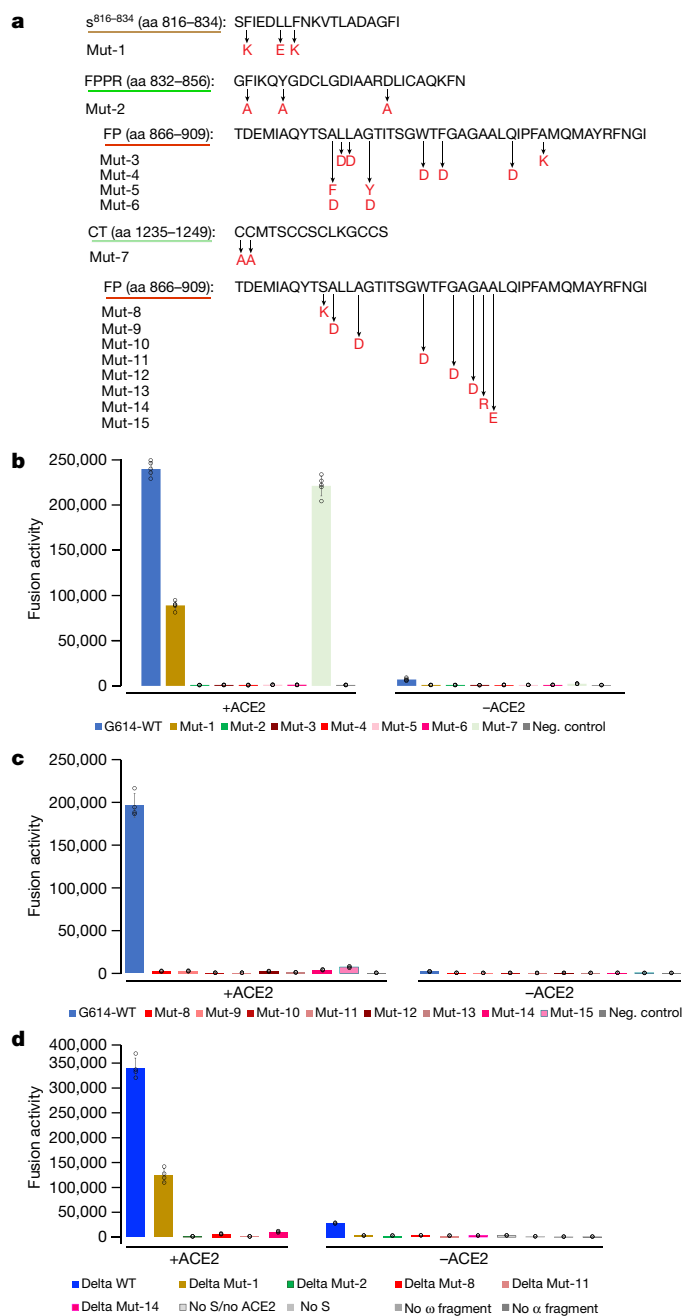 a
s816–834 (aa 816–834): SFIEDLLFNKVTLADAGFI
Mut-1 K E K
FPPR (aa 832–856): GFIKQYGDCLGDIAARDLICAQKFN
Mut-2 A A A
FP (aa 866–909): TDEMIAQYTSALLAGTITSGWTFGAGAALQIPFAMQMAYRFNGI
Mut-3 DD K
Mut-4 D D D
Mut-5 F Y
Mut-6 D D
CT (aa 1235–1249): CCMTSCCSCLKGCCS
Mut-7 AA
FP (aa 866–909): TDEMIAQYTSALLAGTITSGWTFGAGAALQIPFAMQMAYRFNGI
Mut-8 K
Mut-9 D
Mut-10 D
Mut-11 D
Mut-12 D
Mut-13 D
Mut-14 R
Mut-15 E
b
Fusion activity
250,000
200,000
150,000
100,000
50,000
0
+ACE2 –ACE2
G614-WT Mut-1 Mut-2 Mut-3 Mut-4 Mut-5 Mut-6 Mut-7 Neg. control
c
Fusion activity
250,000
200,000
150,000
100,000
50,000
0
+ACE2 –ACE2
G614-WT Mut-8 Mut-9 Mut-10 Mut-11 Mut-12 Mut-13 Mut-14 Mut-15 Neg. control
d
Fusion activity
400,000
350,000
300,000
250,000
200,000
150,000
100,000
50,000
0
+ACE2 –ACE2
Delta WT Delta Mut-1 Delta Mut-2 Delta Mut-8 Delta Mut-11
Delta Mut-14 No S/no ACE2 No S No ω fragment No α fragment